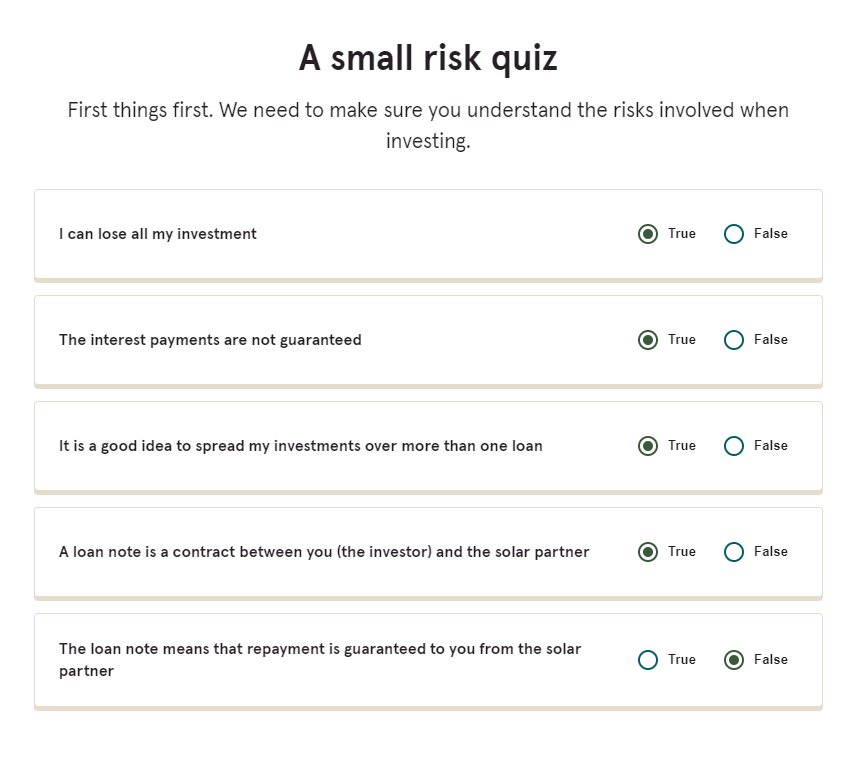 A small risk quiz
First things first. We need to make sure you understand the risks involved when
investing.
I can lose all my investment
True
False
The interest payments are not guaranteed
True
False
It is a good idea to spread my investments over more than one loan
True
False
A loan note is a contract between you (the investor) and the solar partner
True
False
The loan note means that repayment is guaranteed to you from the solar
partner
True
False